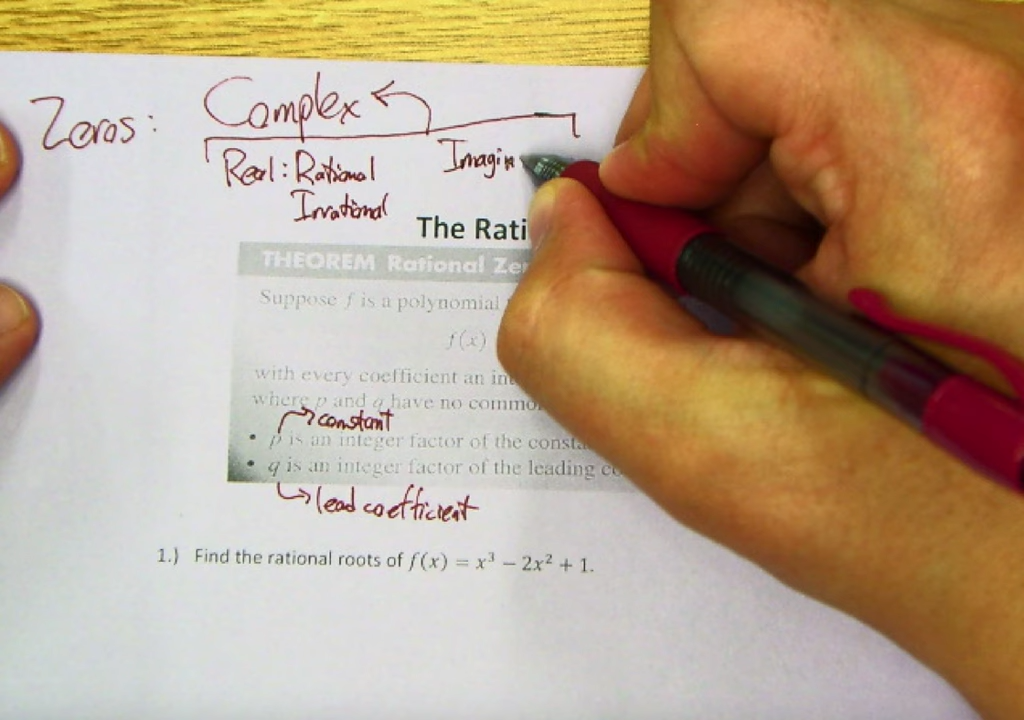 Zeros: Complex
Real: Rational Imagin
Irrational
The Rati
THEOREM Rational Ze
Suppose f is a polynomial
f(x)
with every coefficient an in
where p and q have no commo
constant
• p is an integer factor of the consta
• q is an integer factor of the leading co
lead coefficient
1.) Find the rational roots of f(x) = x³ − 2x² + 1.